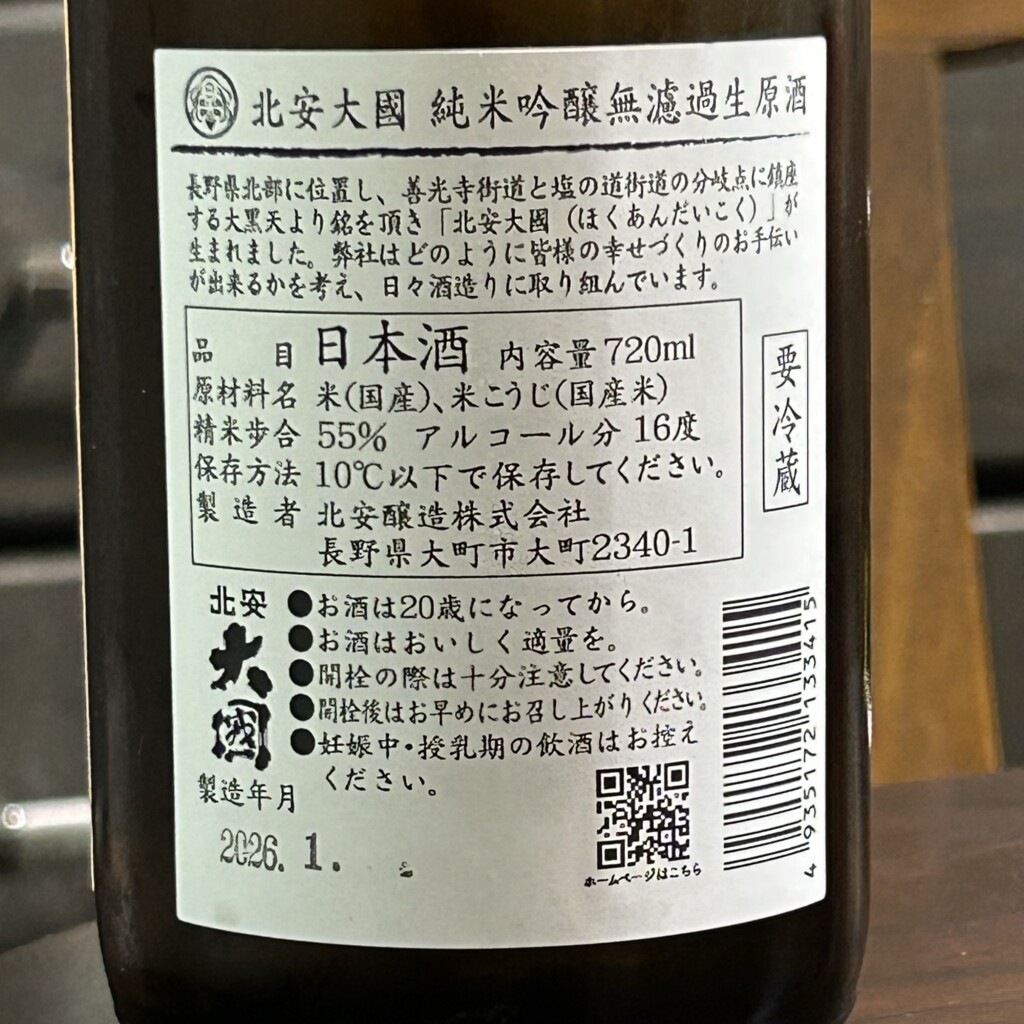 北安大國 純米吟醸無濾過生原酒
長野県北部に位置し、善光寺街道と塩の道街道の分岐点に鎮座
する大黒天より銘を頂き「北安大國（ほくあんだいこく）」が
生まれました。弊社はどのように皆様の幸せづくりのお手伝い
が出来るかを考え、日々酒造りに取り組んでいます。
品目 日本酒 内容量720ml
原材料名 米(国産)、米こうじ(国産米)
精米歩合 55% アルコール分 16度
保存方法 10℃以下で保存してください。
製造者 北安醸造株式会社
長野県大町市大町2340-1
要冷蔵
北安
大國
●お酒は20歳になってから。
●お酒はおいしく適量を。
●開栓の際は十分注意してください。
●開栓後はお早めにお召し上がりください。
●妊娠中・授乳期の飲酒はお控え
ください。
製造年月
2026. 1.
ホームページはこちら
4 935172 133415